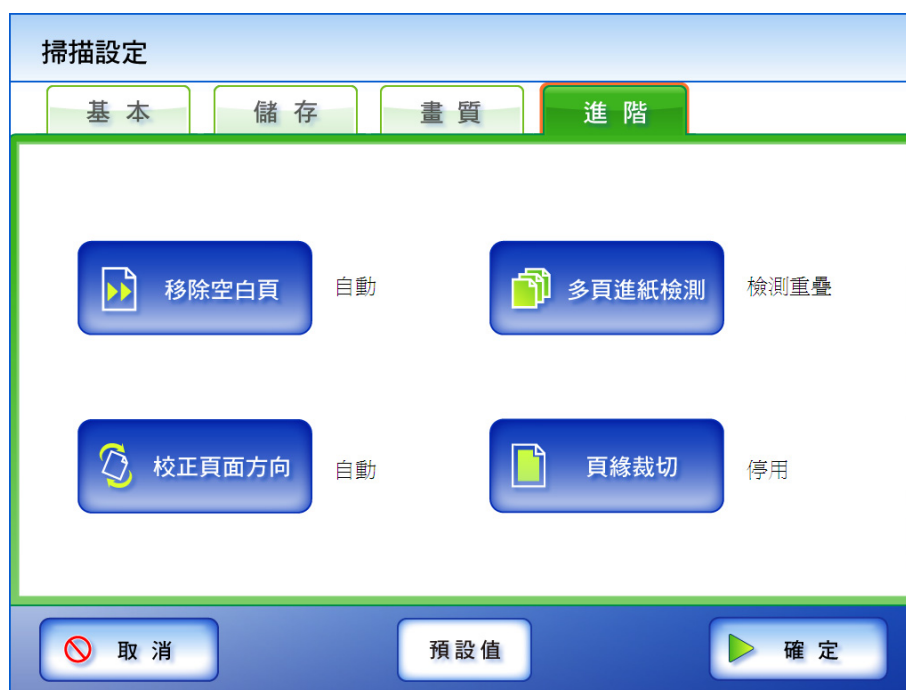 掃描設定
基本 儲存 畫質 進階
移除空白頁 自動 多頁進紙檢測 檢測重疊
校正頁面方向 自動 頁緣裁切 停用
取消 預設值 確定